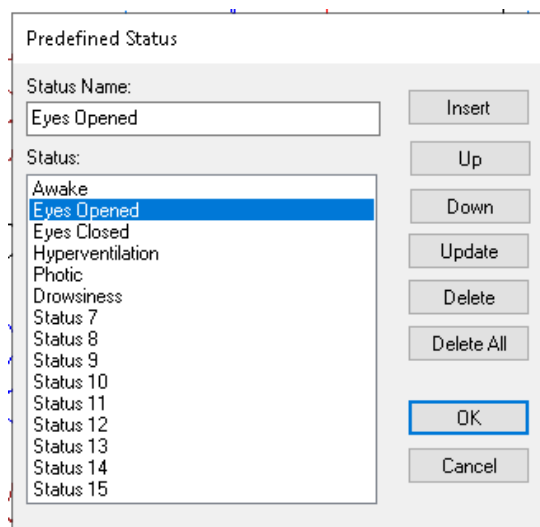 Predefined Status
Status Name:
Eyes Opened
Status:
Awake
Eyes Opened
Eyes Closed
Hyperventilation
Photic
Drowsiness
Status 7
Status 8
Status 9
Status 10
Status 11
Status 12
Status 13
Status 14
Status 15
Insert
Up
Down
Update
Delete
Delete All
OK
Cancel